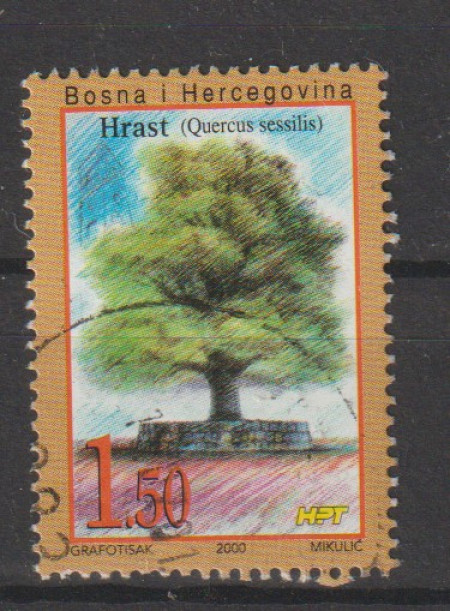 Bosna i Hercegovina
Hrast (Quercus sessilis)
1.50
HPT
GRAFOTISAK 2000 MIKULIĆ